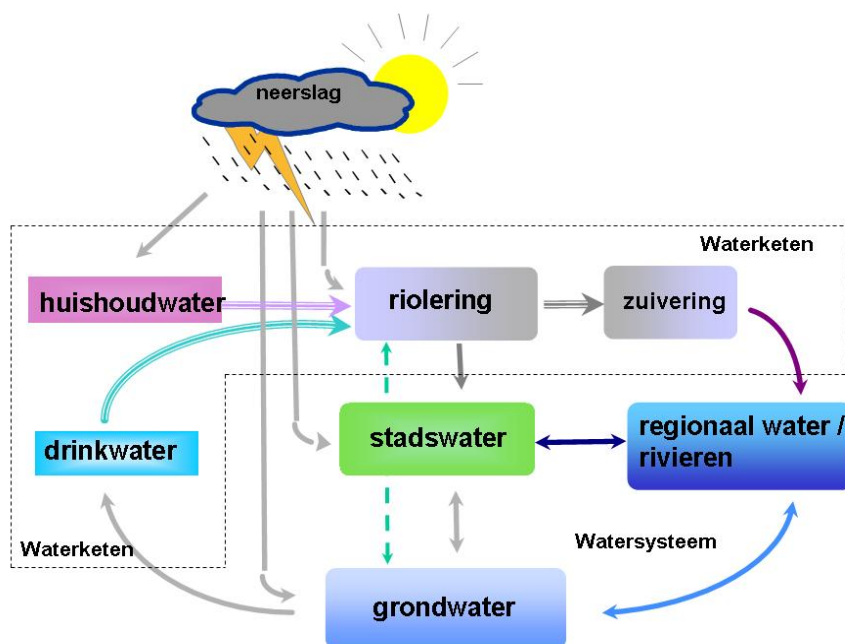 neerslag
Waterketen
huishoudwater
riolering
zuivering
drinkwater
stadswater
regionaal water /
rivieren
Waterketen
Watersysteem
grondwater